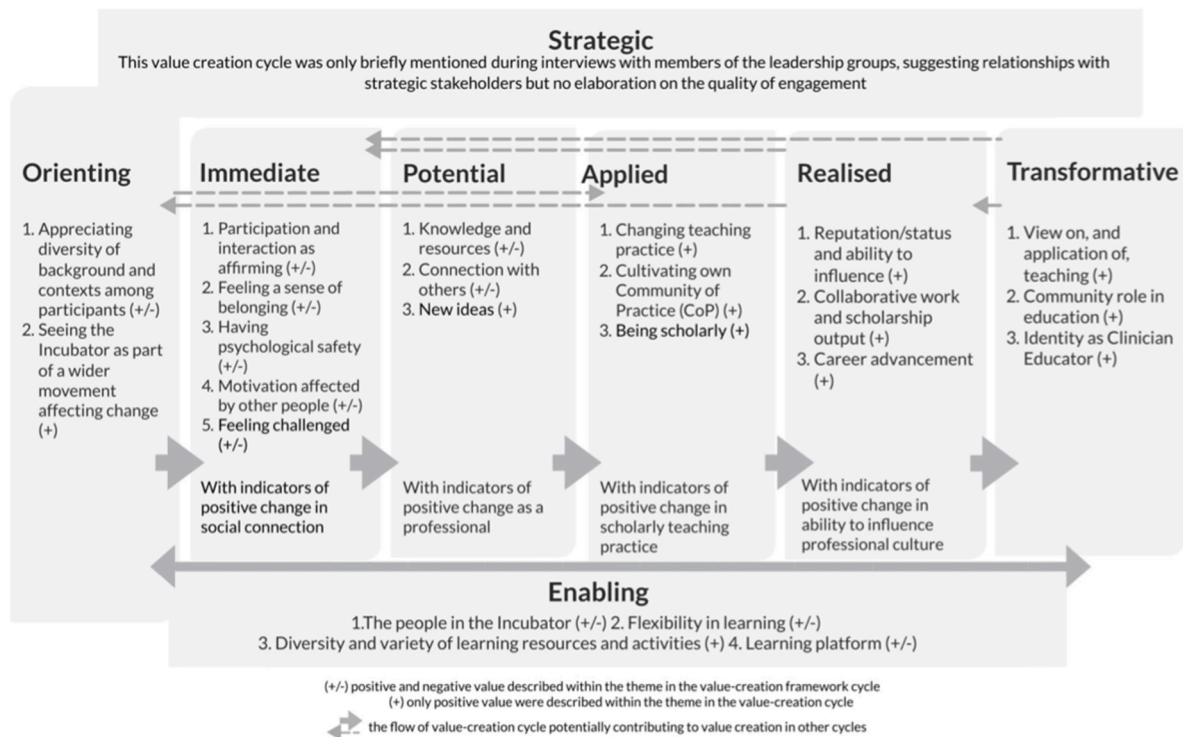 Strategic
This value creation cycle was only briefly mentioned during interviews with members of the leadership groups, suggesting relationships with
strategic stakeholders but no elaboration on the quality of engagement
Orienting
1. Appreciating
diversity of
background and
contexts among
participants (+/-)
2. Seeing the
Incubator as part
of a wider
movement
affecting change
(+)
Immediate
1. Participation and
interaction as
affirming (+/-)
2. Feeling a sense of
belonging (+/-)
3. Having
psychological safety
(+/-)
4. Motivation affected
by other people (+/-)
5. Feeling challenged
(+/-)
With indicators of
positive change in
social connection
Potential
1. Knowledge and
resources (+/-)
2. Connection with
others (+/-)
3. New ideas (+)
With indicators of
positive change as a
professional
Applied
1. Changing teaching
practice (+)
2. Cultivating own
Community of
Practice (CoP) (+)
3. Being scholarly (+)
With indicators of
positive change in
scholarly teaching
practice
Realised
1. Reputation/status
and ability to
influence (+)
2. Collaborative work
and scholarship
output (+)
3. Career advancement
(+)
With indicators of
positive change in
ability to influence
professional culture
Transformative
1. View on, and
application of,
teaching (+)
2. Community role in
education (+)
3. Identity as Clinician
Educator (+)
Enabling
1.The people in the Incubator (+/-) 2. Flexibility in learning (+/-)
3. Diversity and variety of learning resources and activities (+) 4. Learning platform (+/-)
(+/-) positive and negative value described within the theme in the value-creation framework cycle
(+) only positive value were described within the theme in the value-creation cycle
the flow of value-creation cycle potentially contributing to value creation in other cycles